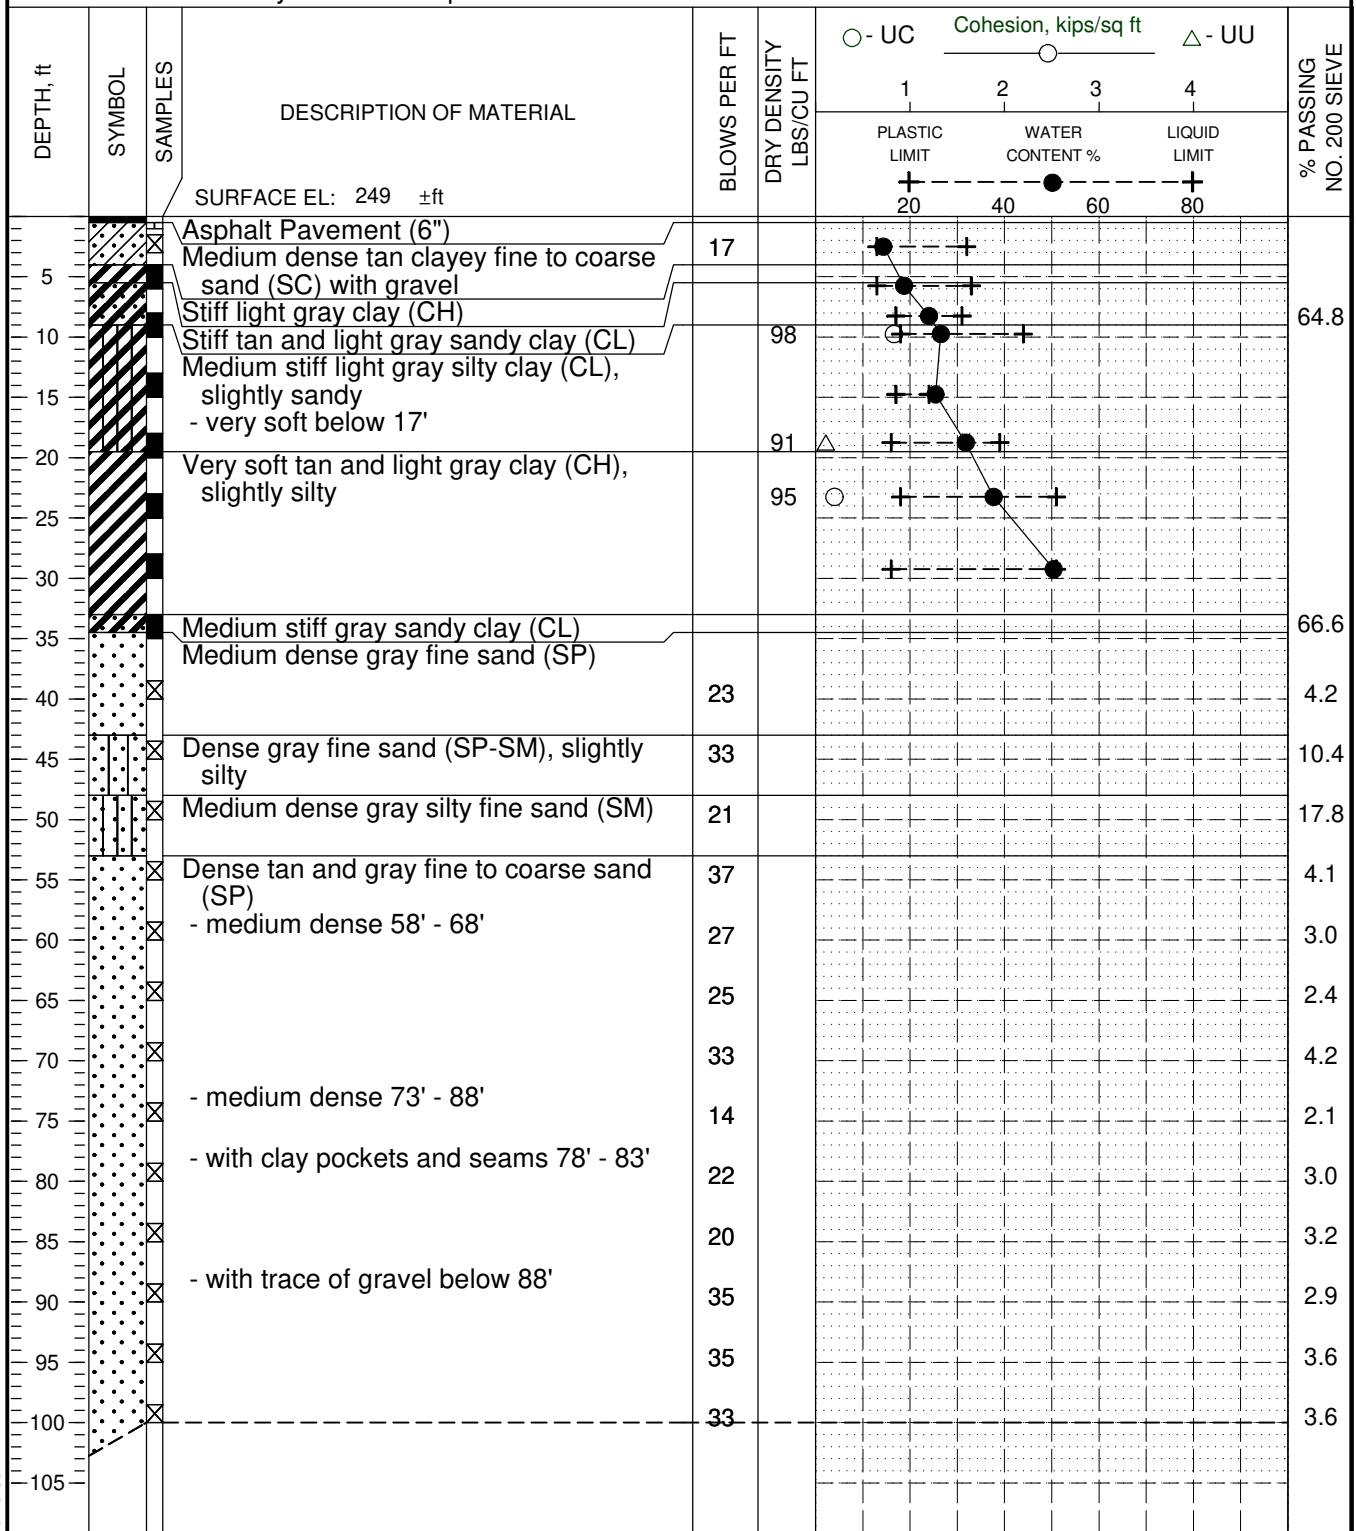 DEPTH, ft
SYMBOL
SAMPLES
DESCRIPTION OF MATERIAL
SURFACE EL: 249 ±ft
BLOWS PER FT
DRY DENSITY
LBS/CU FT
- UC
Cohesion, kips/sq ft
- UU
1 2 3 4
PLASTIC LIMIT
WATER CONTENT %
LIQUID LIMIT
20 40 60 80
% PASSING
NO. 200 SIEVE
Asphalt Pavement (6")
17
Medium dense tan clayey fine to coarse
sand (SC) with gravel
5
Stiff light gray clay (CH)
64.8
10
Stiff tan and light gray sandy clay (CL)
98
Medium stiff light gray silty clay (CL),
slightly sandy
15
- very soft below 17'
91
20
Very soft tan and light gray clay (CH),
slightly silty
95
25
30
Medium stiff gray sandy clay (CL)
66.6
35
Medium dense gray fine sand (SP)
40
23
4.2
Dense gray fine sand (SP-SM), slightly
silty
45
33
10.4
Medium dense gray silty fine sand (SM)
50
21
17.8
Dense tan and gray fine to coarse sand
(SP)
55
37
4.1
- medium dense 58' - 68'
60
27
3.0
65
25
2.4
70
33
4.2
- medium dense 73' - 88'
75
14
2.1
- with clay pockets and seams 78' - 83'
80
22
3.0
85
20
3.2
- with trace of gravel below 88'
90
35
2.9
95
35
3.6
100
33
3.6
105